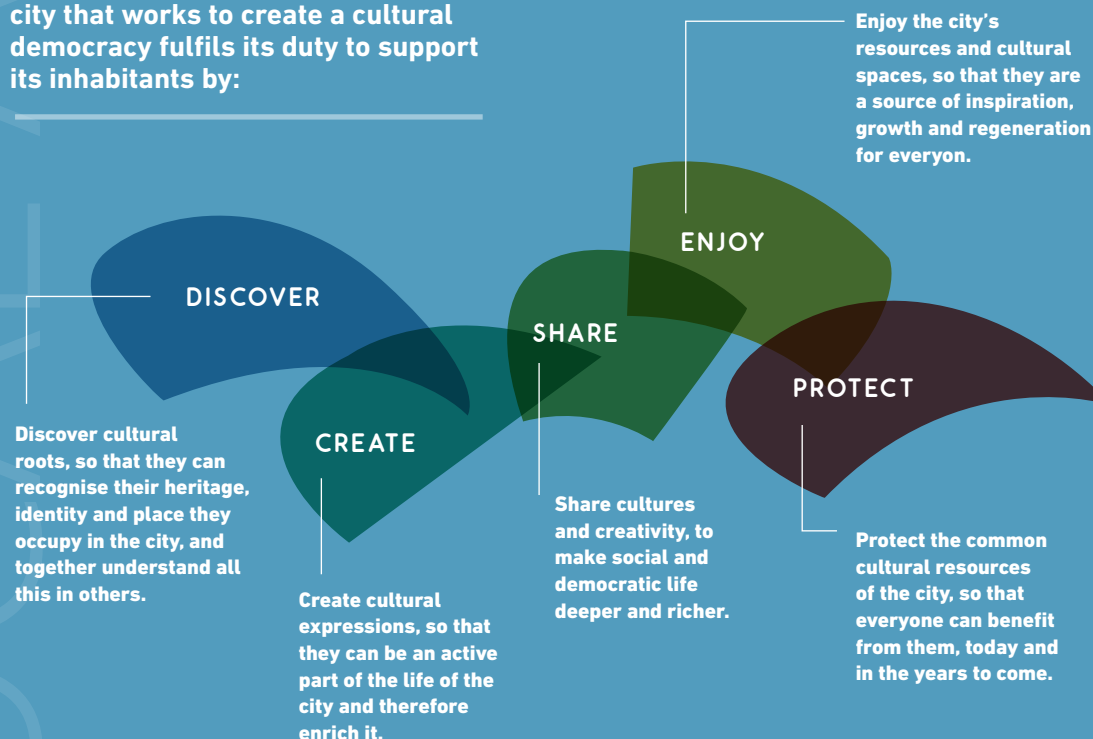 city that works to create a cultural
democracy fulfils its duty to support
its inhabitants by:
DISCOVER
Discover cultural
roots, so that they can
recognise their heritage,
identity and place they
occupy in the city, and
together understand all
this in others.
CREATE
Create cultural
expressions, so that
they can be an active
part of the life of the
city and therefore
enrich it.
SHARE
Share cultures
and creativity, to
make social and
democratic life
deeper and richer.
ENJOY
Enjoy the city's
resources and cultural
spaces, so that they are
a source of inspiration,
growth and regeneration
for everyon.
PROTECT
Protect the common
cultural resources
of the city, so that
everyone can benefit
from them, today and
in the years to come.